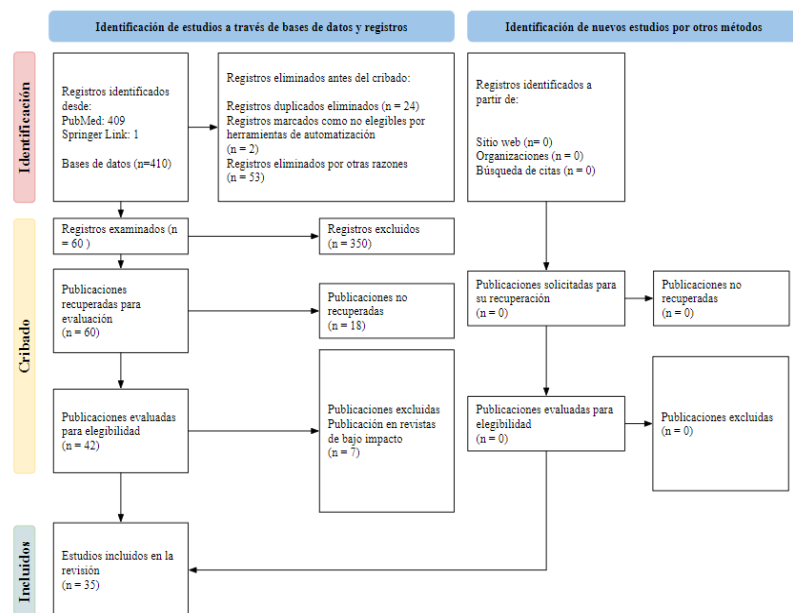 Identificación de estudios a través de bases de datos y registros
Identificación de nuevos estudios por otros métodos
Identificación
Registros identificados
desde:
PubMed: 409
Springer Link: 1
Bases de datos (n=410)
Registros eliminados antes del cribado:
Registros duplicados eliminados (n = 24)
Registros marcados como no elegibles por
herramientas de automatización
(n = 2)
Registros eliminados por otras razones
(n = 53)
Registros identificados a
partir de:
Sitio web (n= 0)
Organizaciones (n = 0)
Búsqueda de citas (n = 0)
Cribado
Registros examinados (n
= 60 )
Registros excluidos
(n = 350)
Publicaciones
recuperadas para
evaluación
(n = 60)
Publicaciones no
recuperadas
(n = 18)
Publicaciones solicitadas para
su recuperación
(n = 0)
Publicaciones no
recuperadas
(n = 0)
Publicaciones evaluadas
para elegibilidad
(n = 42)
Publicaciones excluidas
Publicación en revistas
de bajo impacto
(n = 7)
Publicaciones evaluadas para
elegibilidad
(n = 0)
Publicaciones excluidas
(n = 0)
Incluidos
Estudios incluidos en la
revisión
(n = 35)